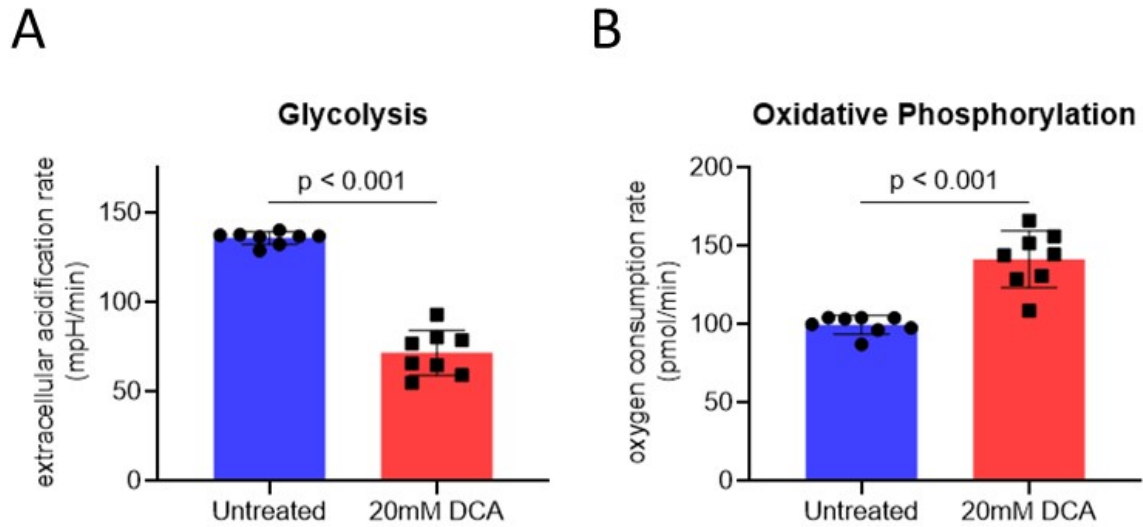 A
Glycolysis
extracellular acidification rate
(mpH/min)
150
100
50
0
p < 0.001
Untreated
20mM DCA
B
Oxidative Phosphorylation
oxygen consumption rate
(pmol/min)
200
150
100
50
0
p < 0.001
Untreated
20mM DCA